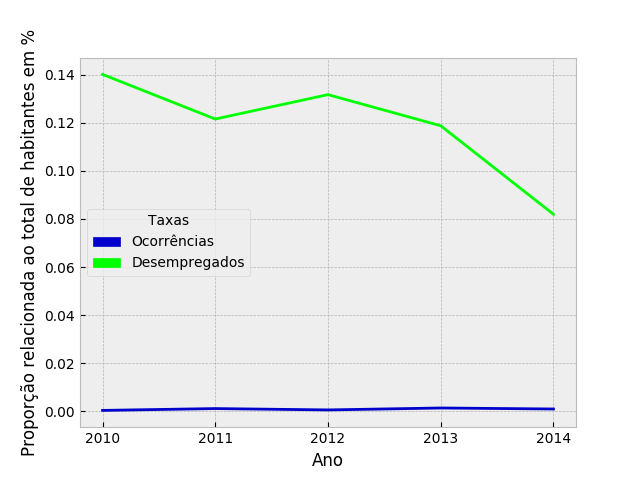 Proporção relacionada ao total de habitantes em %
0.14
0.12
0.10
0.08
0.06
0.04
0.02
0.00
Taxas
Ocorrências
Desempregados
2010 2011 2012 2013 2014
Ano